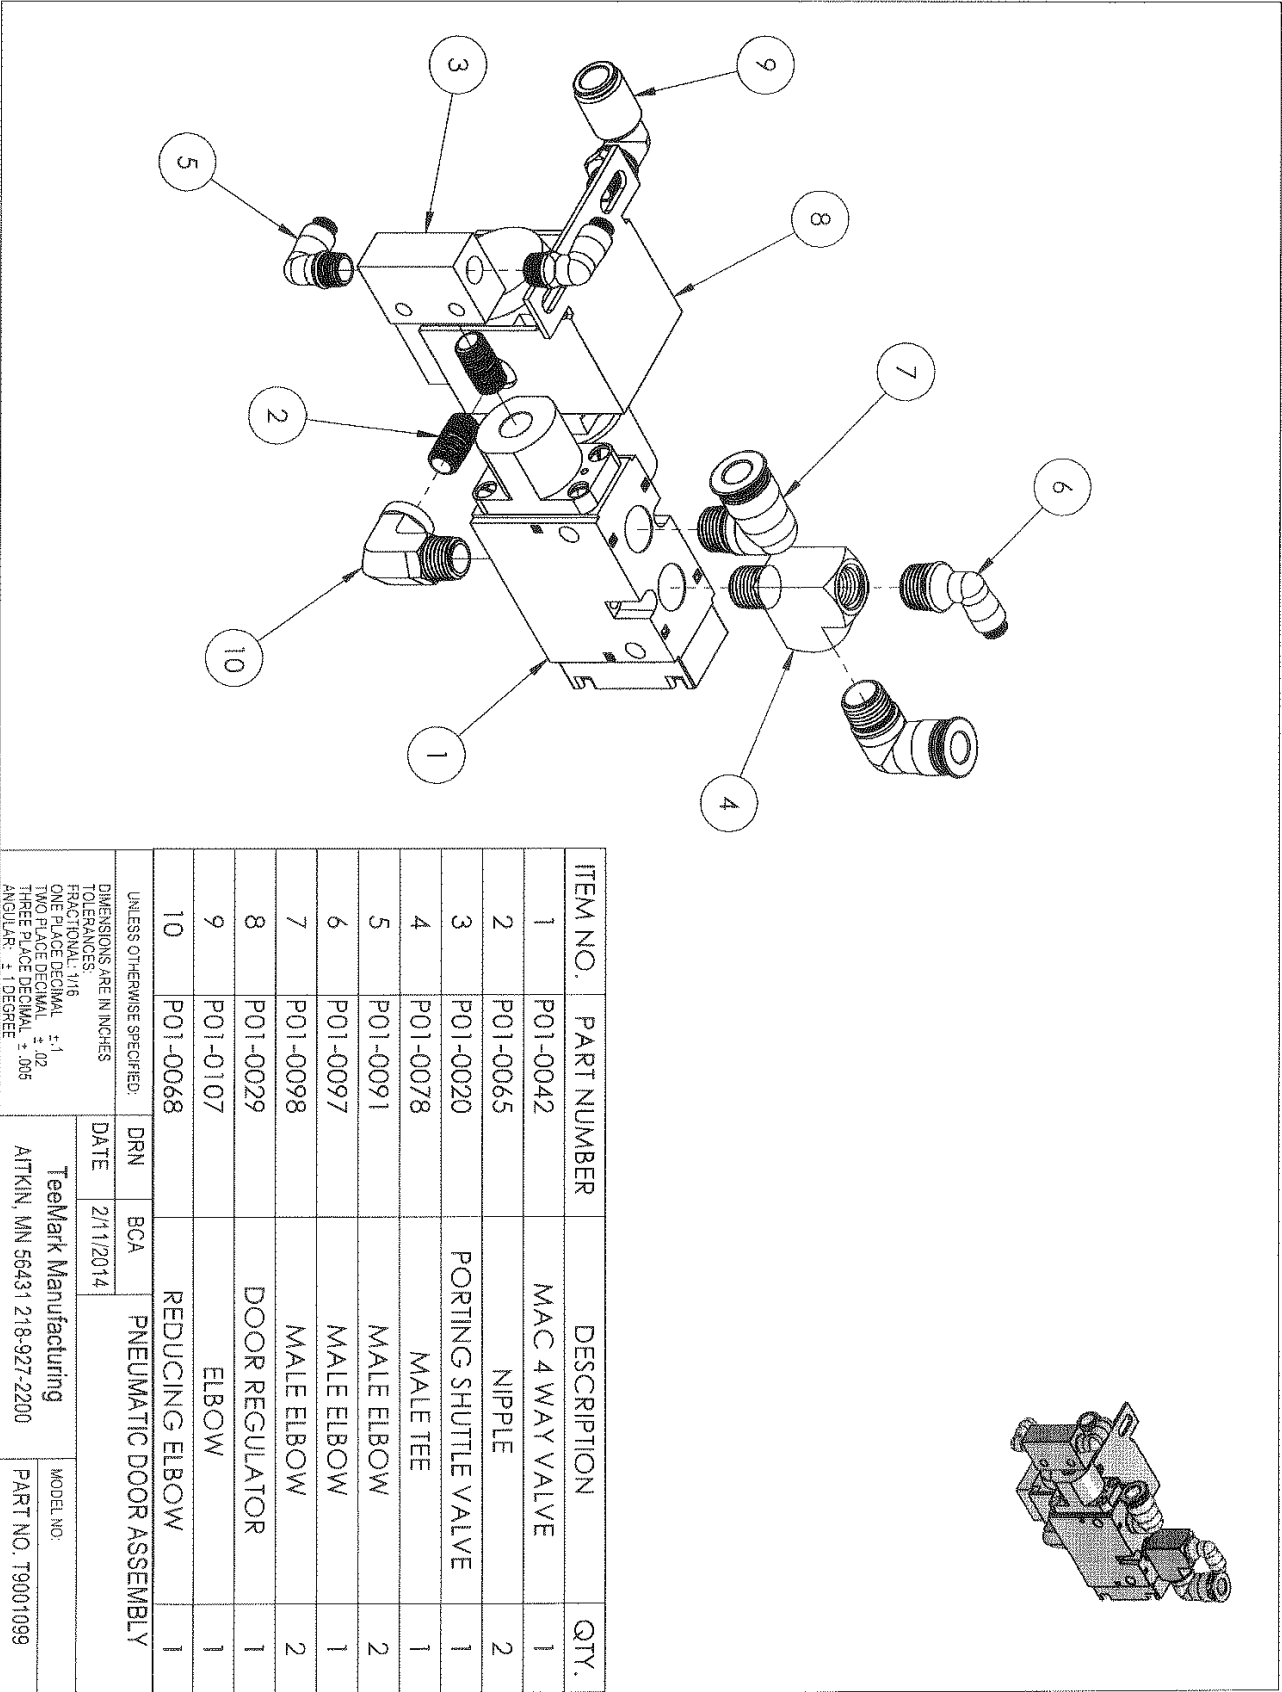 9
3
5
8
7
2
6
10
1
4
ITEM NO. PART NUMBER DESCRIPTION QTY.
1 P01-0042 MAC 4 WAY VALVE 1
2 P01-0065 NIPPLE 2
3 P01-0020 PORTING SHUTTLE VALVE 1
4 P01-0078 MALE TEE 1
5 P01-0091 MALE ELBOW 2
6 P01-0097 MALE ELBOW 1
7 P01-0098 MALE ELBOW 2
8 P01-0029 DOOR REGULATOR 1
9 P01-0107 ELBOW 1
10 P01-0068 REDUCING ELBOW 1
UNLESS OTHERWISE SPECIFIED:
DIMENSIONS ARE IN INCHES
TOLERANCES:
FRACTIONAL: 1/16
ONE PLACE DECIMAL ±.1
TWO PLACE DECIMAL ±.02
THREE PLACE DECIMAL ±.005
ANGULAR: ± 1 DEGREE
DRN BCA
DATE 2/11/2014
PNEUMATIC DOOR ASSEMBLY
TeeMark Manufacturing
AITKIN, MN 56431 218-927-2200
MODEL NO:
PART NO. T9001099